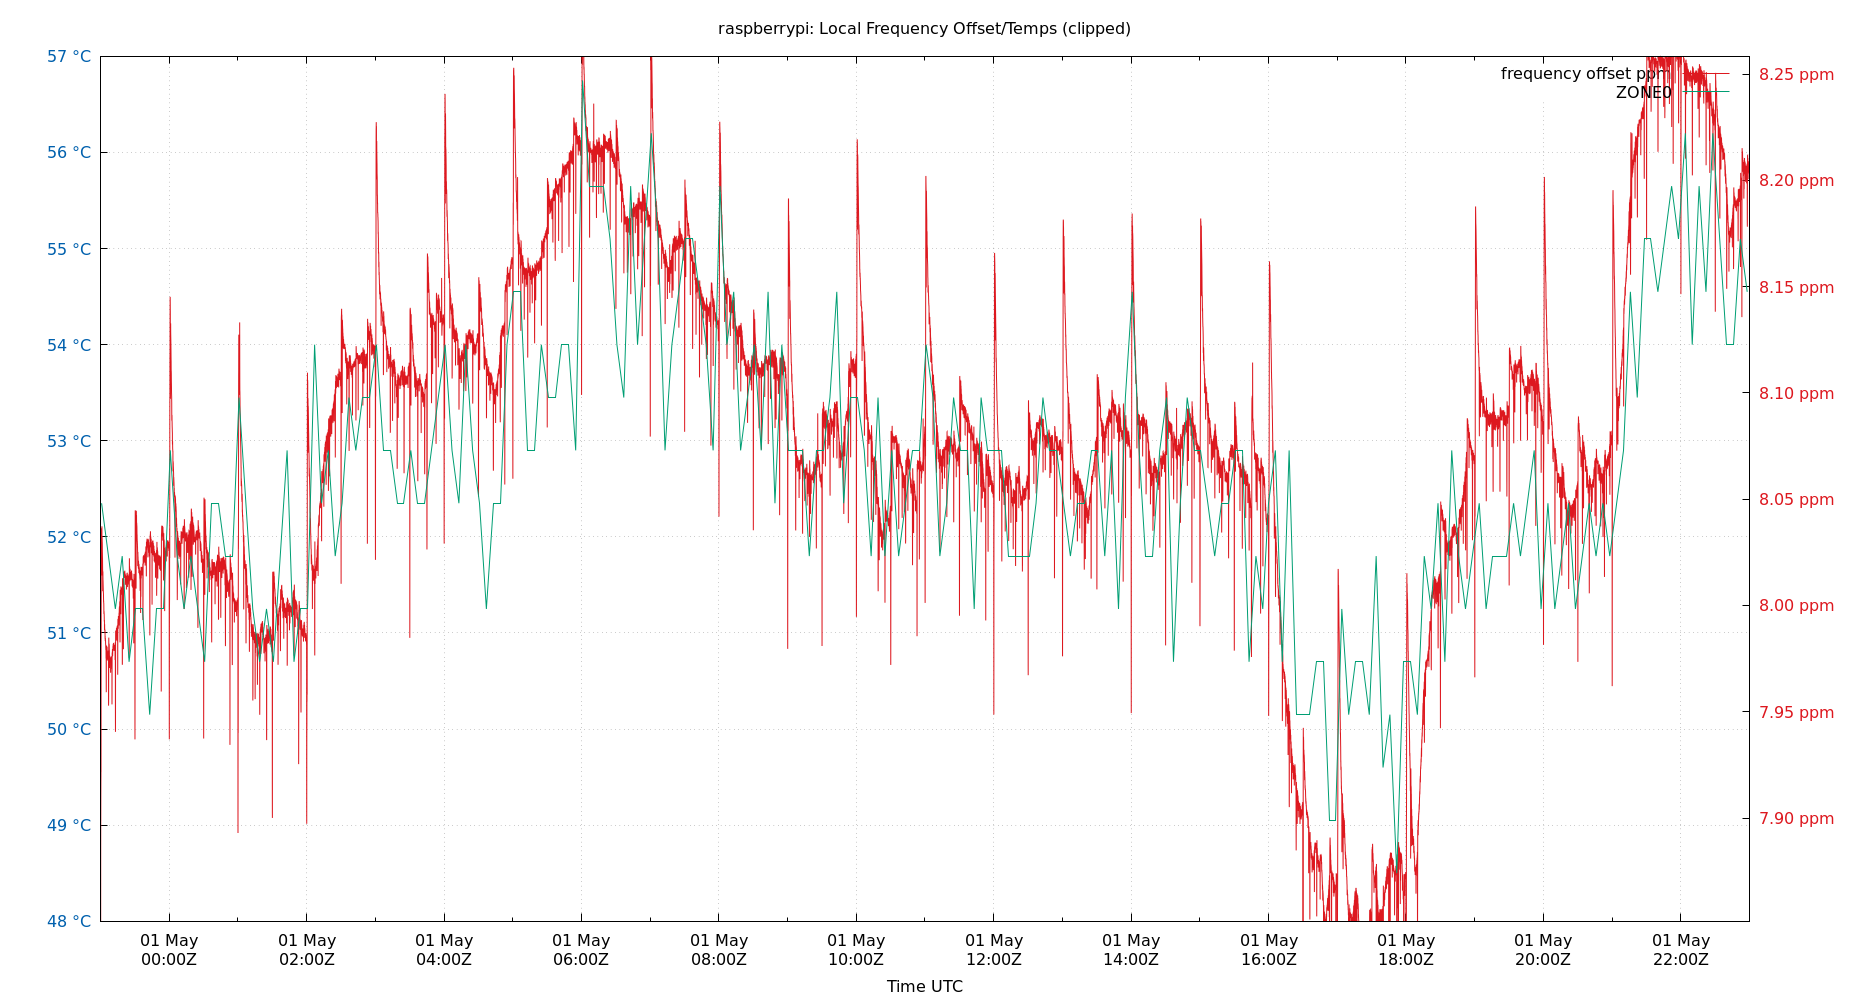 raspberrypi: Local Frequency Offset/Temps (clipped)
57 °C
56 °C
55 °C
54 °C
53 °C
52 °C
51 °C
50 °C
49 °C
48 °C
frequency offset ppm
ZONE0
8.25 ppm
8.20 ppm
8.15 ppm
8.10 ppm
8.05 ppm
8.00 ppm
7.95 ppm
7.90 ppm
01 May 01 May 01 May 01 May 01 May 01 May 01 May 01 May 01 May 01 May 01 May 01 May
00:00Z 02:00Z 04:00Z 06:00Z 08:00Z 10:00Z 12:00Z 14:00Z 16:00Z 18:00Z 20:00Z 22:00Z
Time UTC